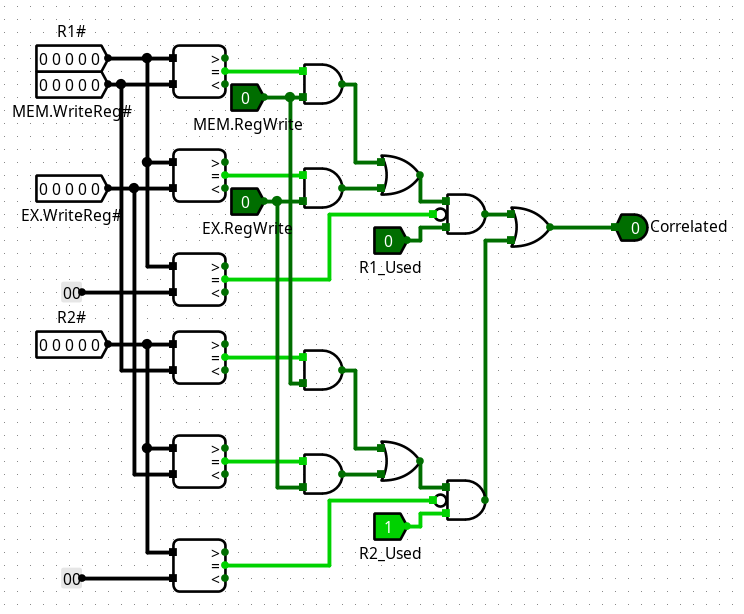 R1#
0 0 0 0 0
0 0 0 0 0
MEM.WriteReg#
>
=
<
0
MEM.RegWrite
0 0 0 0 0
EX.WriteReg#
>
=
<
0
EX.RegWrite
0
R1_Used
0
Correlated
>
=
<
00
R2#
0 0 0 0 0
>
=
<
>
=
<
1
R2_Used
>
=
<
00